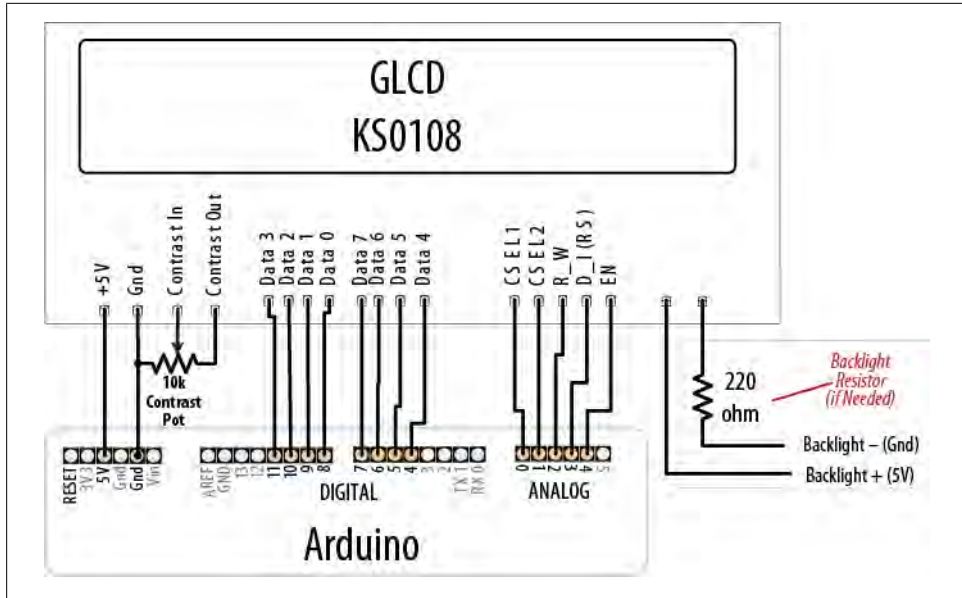 GLCD
KS0108
+5V
Gnd
Contrast In
Contrast Out
Data 3
Data 2
Data 1
Data 0
Data 7
Data 6
Data 5
Data 4
CSEL1
CSEL2
R_W
D_I(RS)
EN
10k
Contrast
Pot
220
ohm
Backlight
Resistor
(if Needed)
Backlight – (Gnd)
Backlight + (5V)
RESET
3V3
5V
Gnd
Gnd
Vin
AREF
GND
13
12
11
10
9
8
7
6
5
4
3
2
TX 1
RX 0
0
1
2
3
4
5
DIGITAL
ANALOG
Arduino